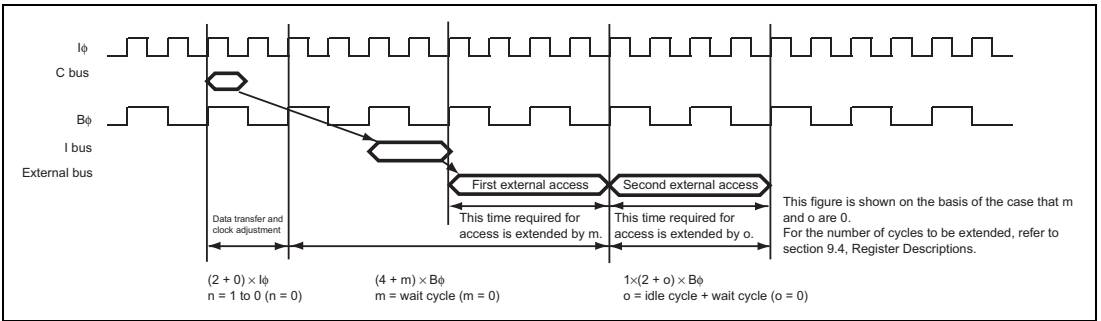 Iϕ
C bus
Bϕ
I bus
External bus
First external access
Second external access
Data transfer and
clock adjustment
This time required for
access is extended by m.
This time required for
access is extended by o.
This figure is shown on the basis of the case that m
and o are 0.
For the number of cycles to be extended, refer to
section 9.4, Register Descriptions.
(2 + 0) × Iϕ
n = 1 to 0 (n = 0)
(4 + m) × Bϕ
m = wait cycle (m = 0)
1×(2 + o) × Bϕ
o = idle cycle + wait cycle (o = 0)